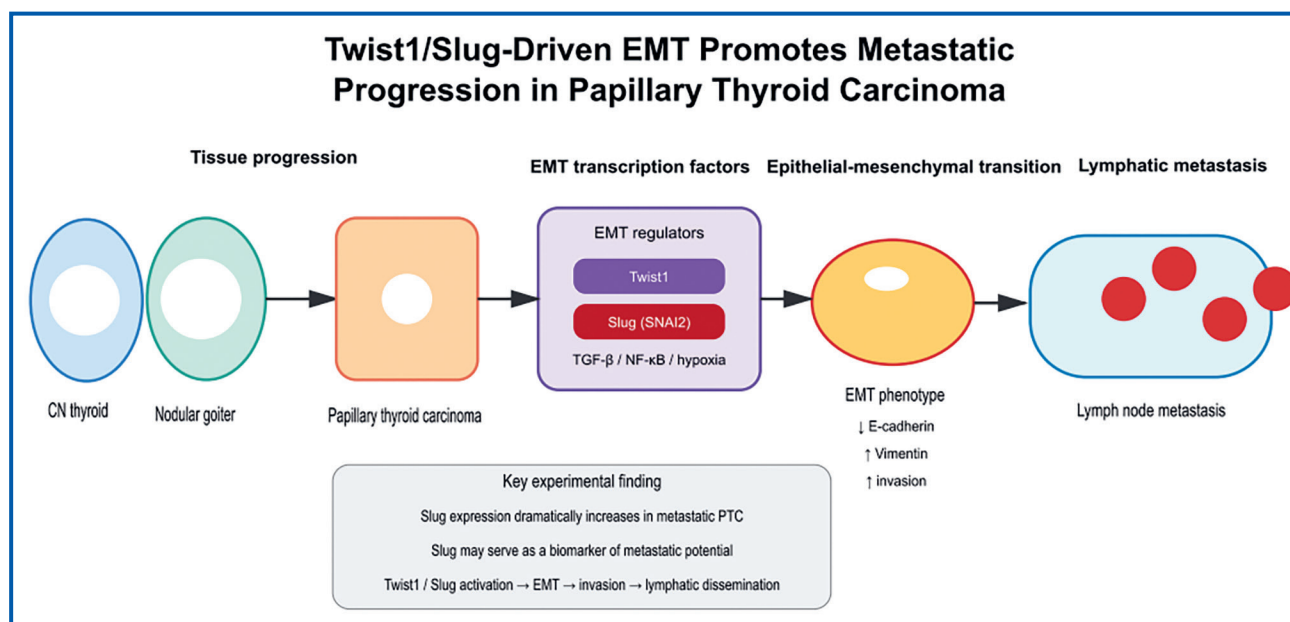 Twist1/Slug-Driven EMT Promotes Metastatic
Progression in Papillary Thyroid Carcinoma
Tissue progression
EMT transcription factors
Epithelial-mesenchymal transition
Lymphatic metastasis
CN thyroid
Nodular goiter
Papillary thyroid carcinoma
EMT regulators
Twist1
Slug (SNAI2)
TGF-β / NF-κB / hypoxia
EMT phenotype
↓ E-cadherin
↑ Vimentin
↑ invasion
Lymph node metastasis
Key experimental finding
Slug expression dramatically increases in metastatic PTC
Slug may serve as a biomarker of metastatic potential
Twist1 / Slug activation → EMT → invasion → lymphatic dissemination